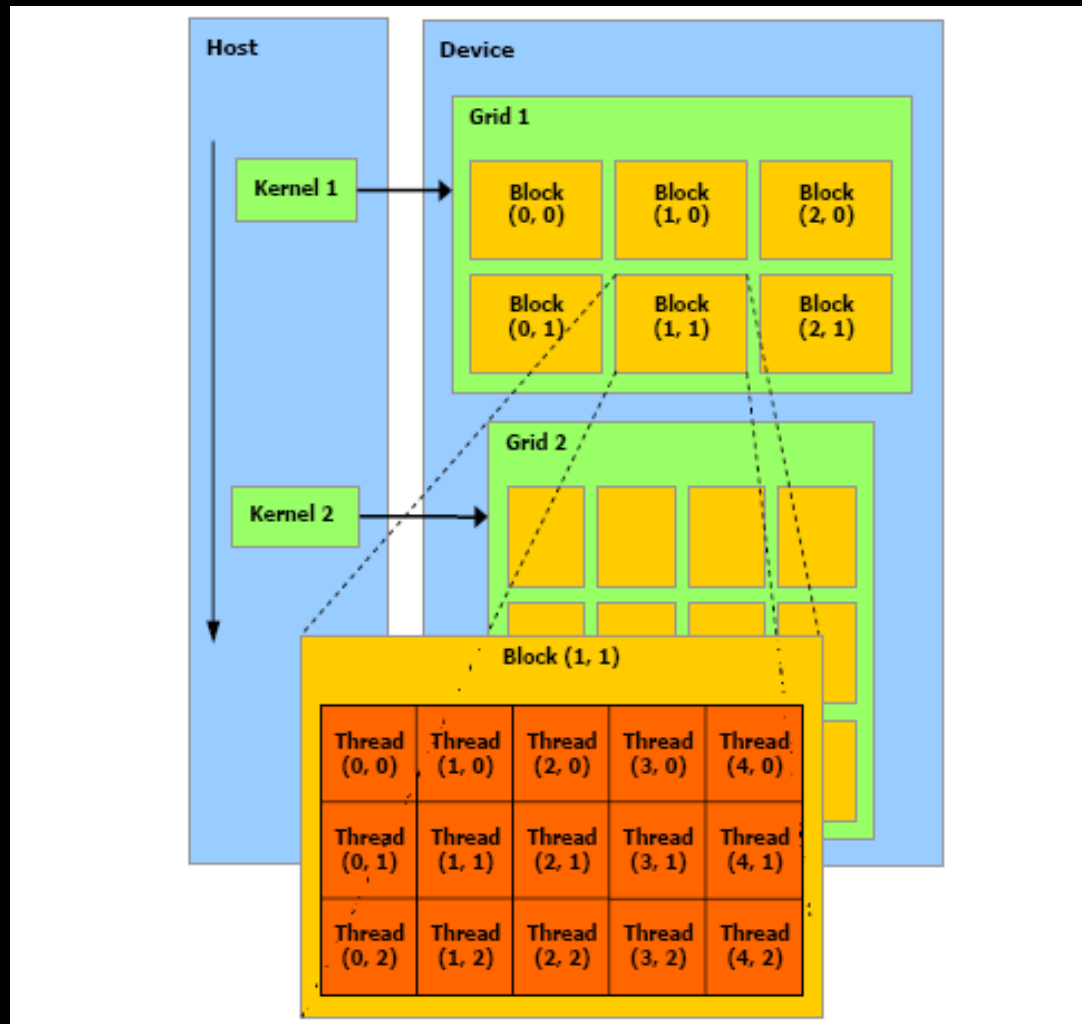 Host
Device
Grid 1
Kernel 1
Block
(0, 0)
Block
(1, 0)
Block
(2, 0)
Block
(0, 1)
Block
(1, 1)
Block
(2, 1)
Grid 2
Kernel 2
Block (1, 1)
Thread
(0, 0)
Thread
(1, 0)
Thread
(2, 0)
Thread
(3, 0)
Thread
(4, 0)
Thread
(0, 1)
Thread
(1, 1)
Thread
(2, 1)
Thread
(3, 1)
Thread
(4, 1)
Thread
(0, 2)
Thread
(1, 2)
Thread
(2, 2)
Thread
(3, 2)
Thread
(4, 2)